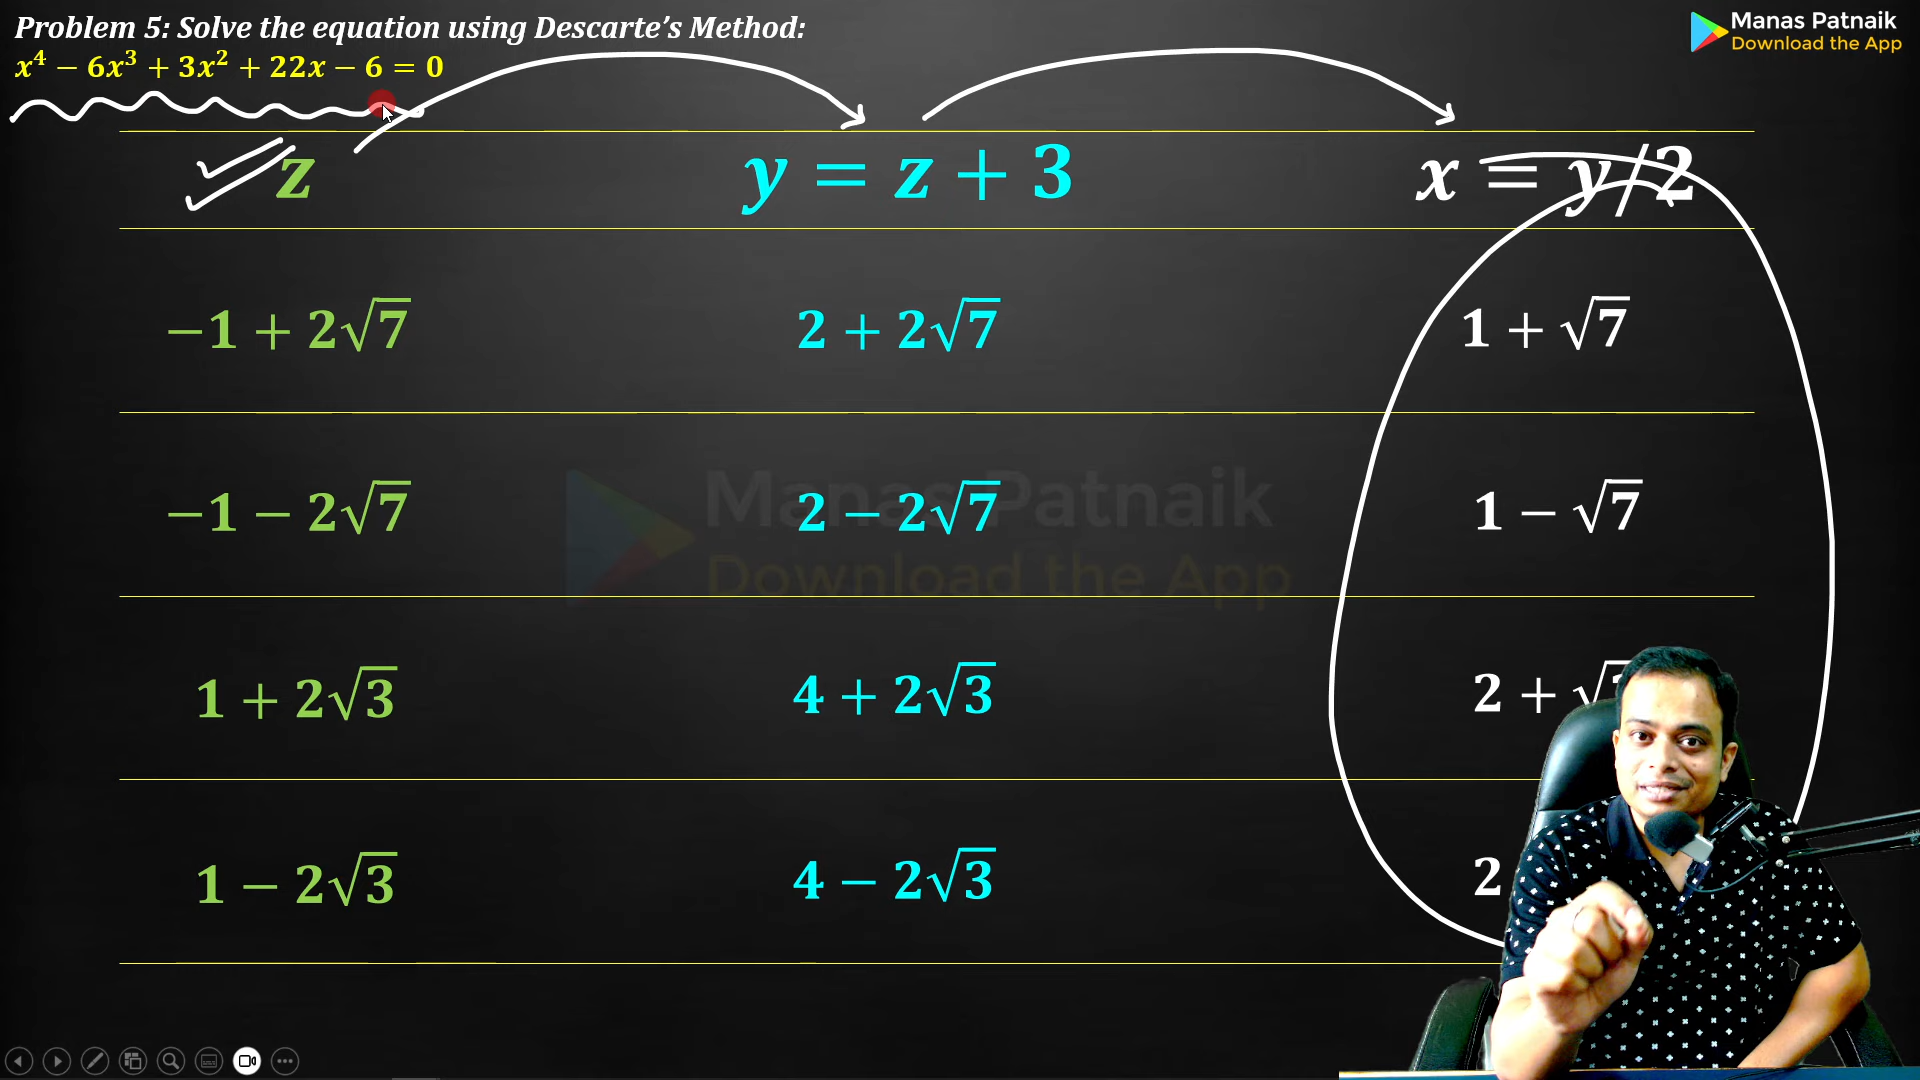 Problem 5: Solve the equation using Descarte's Method:
x⁴ − 6x³ + 3x² + 22x − 6 = 0
Manas Patnaik
Download the App
z y = z + 3 x = y/2
−1 + 2√7 2 + 2√7 1 + √7
−1 − 2√7 2 − 2√7 1 − √7
Manas Patnaik
Download the App
1 + 2√3 4 + 2√3 2 + √
1 − 2√3 4 − 2√3 2